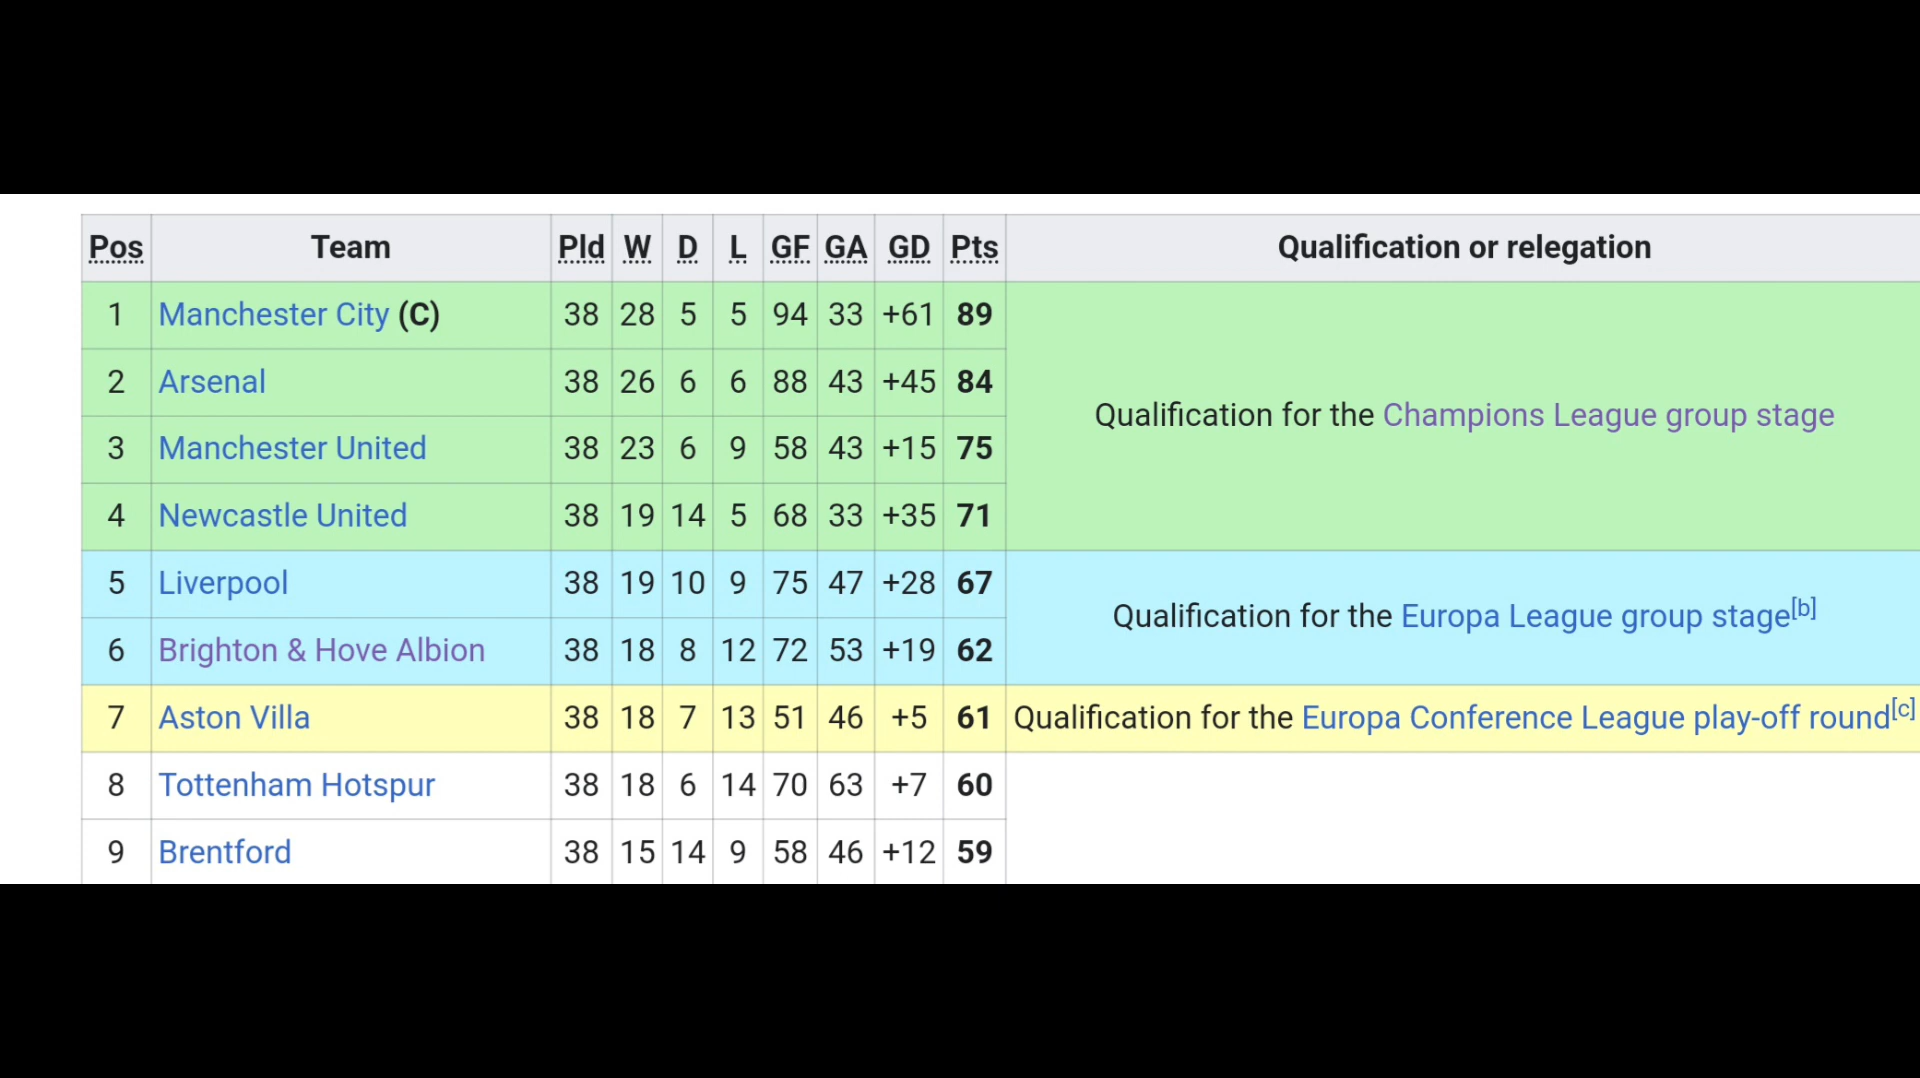 Pos Team Pld W D L GF GA GD Pts Qualification or relegation
1 Manchester City (C) 38 28 5 5 94 33 +61 89
2 Arsenal 38 26 6 6 88 43 +45 84
Qualification for the Champions League group stage
3 Manchester United 38 23 6 9 58 43 +15 75
4 Newcastle United 38 19 14 5 68 33 +35 71
5 Liverpool 38 19 10 9 75 47 +28 67
Qualification for the Europa League group stage[b]
6 Brighton & Hove Albion 38 18 8 12 72 53 +19 62
7 Aston Villa 38 18 7 13 51 46 +5 61 Qualification for the Europa Conference League play-off round[c]
8 Tottenham Hotspur 38 18 6 14 70 63 +7 60
9 Brentford 38 15 14 9 58 46 +12 59